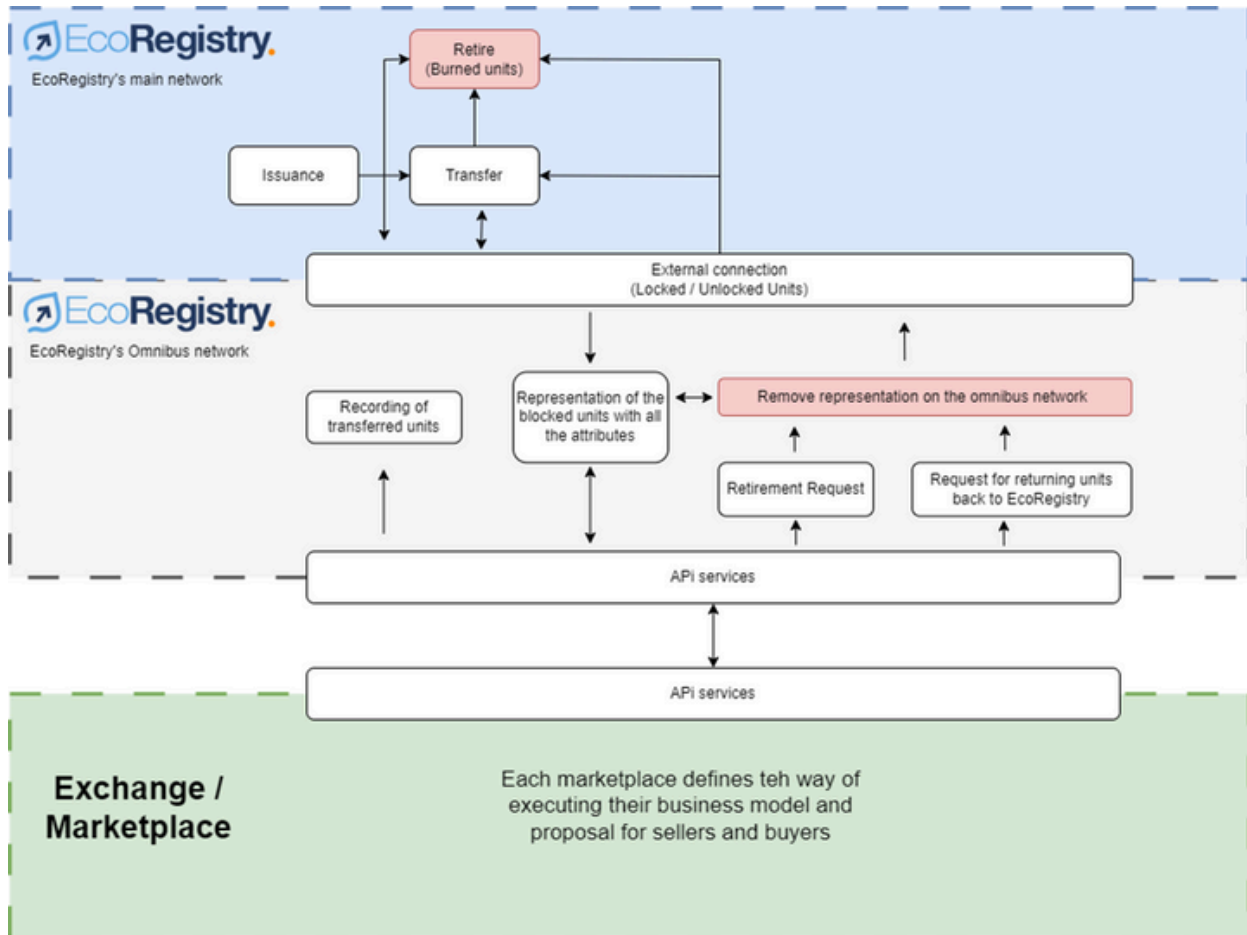 EcoRegistry.
EcoRegistry's main network
Retire
(Burned units)
Issuance
Transfer
External connection
(Locked / Unlocked Units)
EcoRegistry.
EcoRegistry's Omnibus network
Recording of
transferred units
Representation of the
blocked units with all
the attributes
Remove representation on the omnibus network
Retirement Request
Request for returning units
back to EcoRegistry
APi services
APi services
Exchange /
Marketplace
Each marketplace defines teh way of
executing their business model and
proposal for sellers and buyers